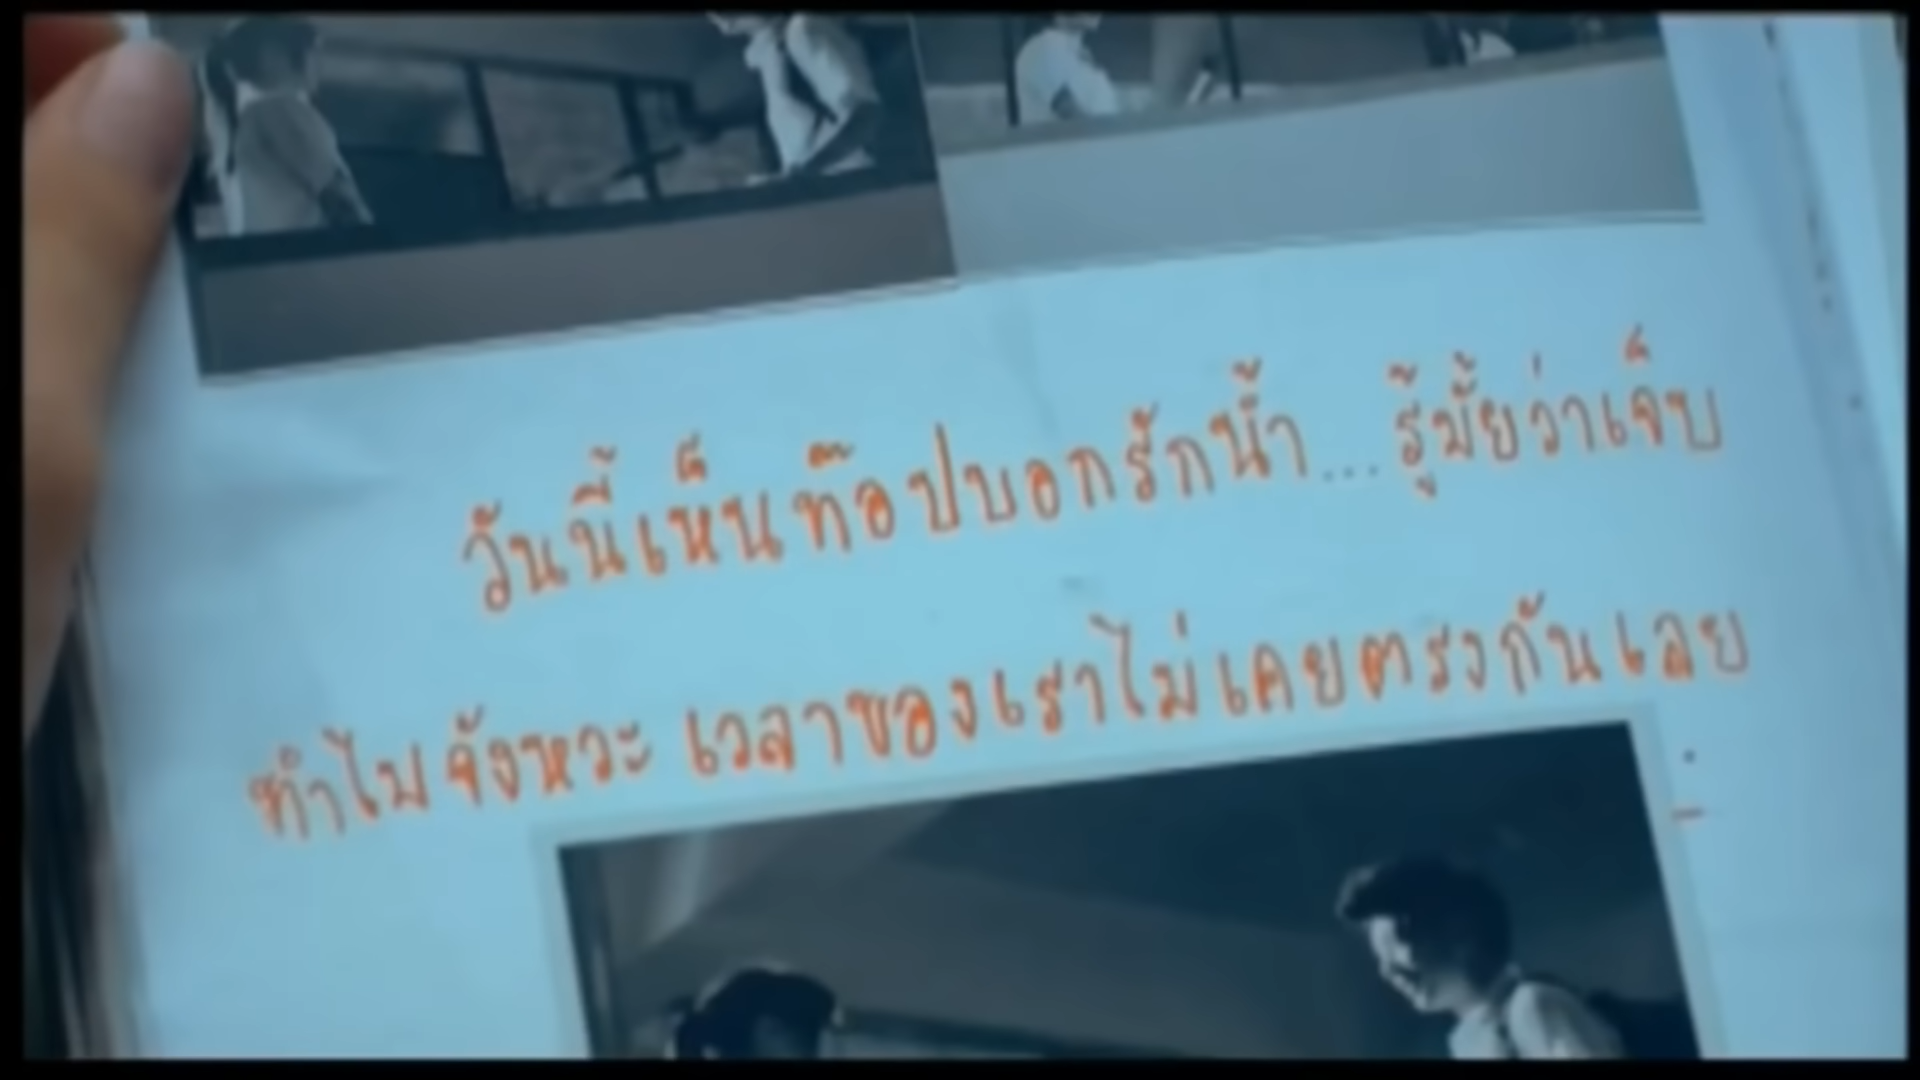 วันนี้เห็นท๊อปบอกรักน้ำ...รู้มั้ยว่าเจ็บ
ทำไมจังหวะ เวลาของเราไม่เคยตรงกันเลย